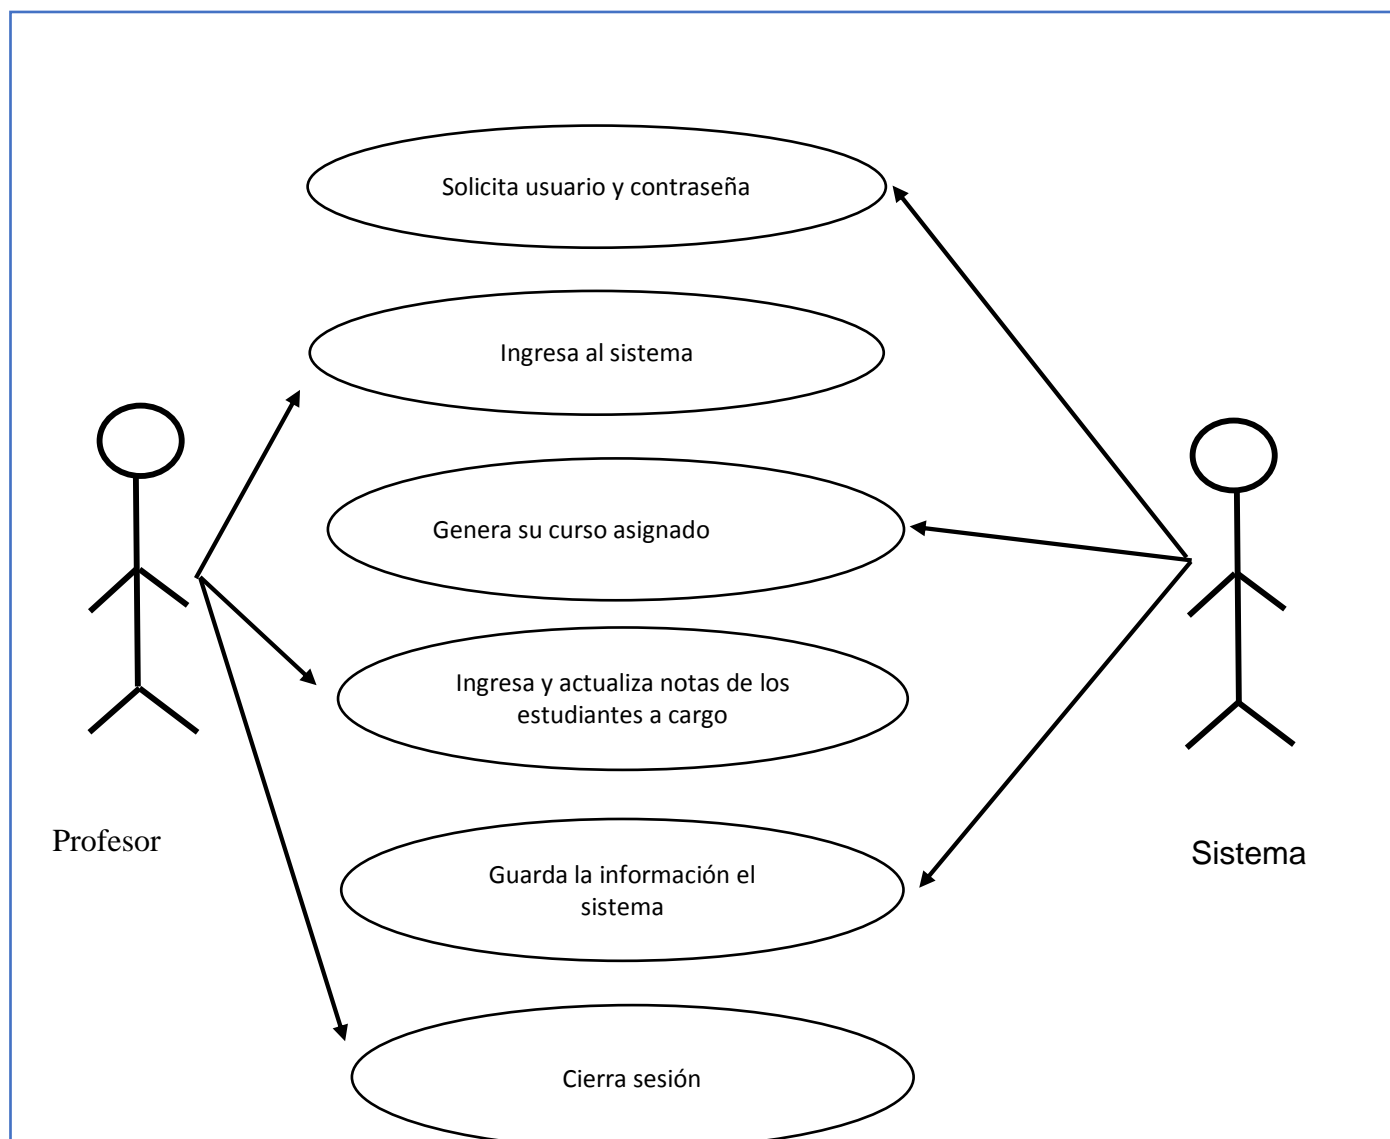 Solicita usuario y contraseña
Ingresa al sistema
Genera su curso asignado
Ingresa y actualiza notas de los
estudiantes a cargo
Profesor
Sistema
Guarda la información el
sistema
Cierra sesión